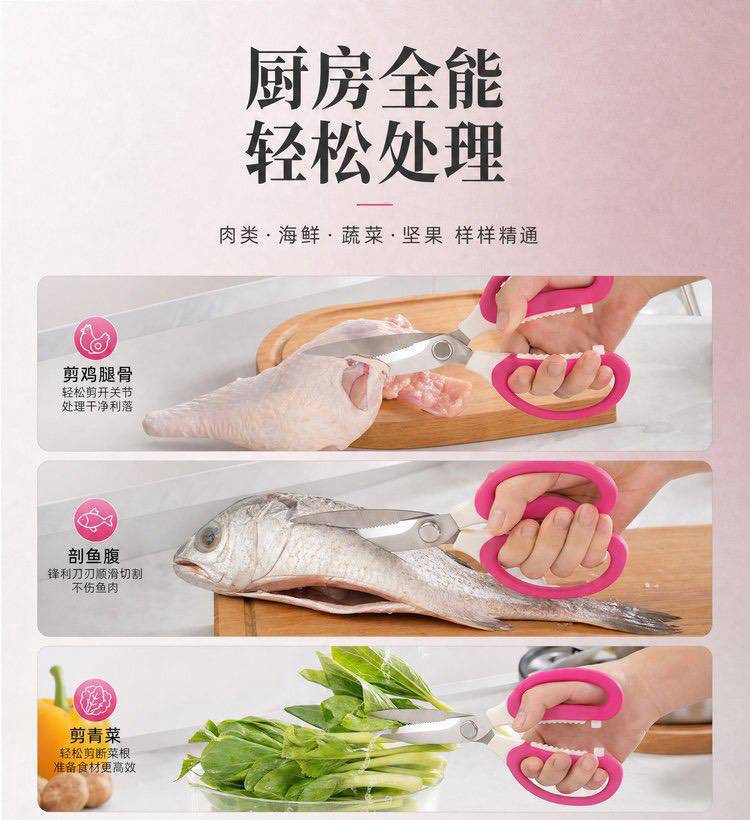 厨房全能
轻松处理
肉类·海鲜·蔬菜·坚果 样样精通
剪鸡腿骨
轻松剪开关节
处理干净利落
剖鱼腹
锋利刀刃顺滑切割
不伤鱼肉
剪青菜
轻松剪断菜根
准备食材更高效